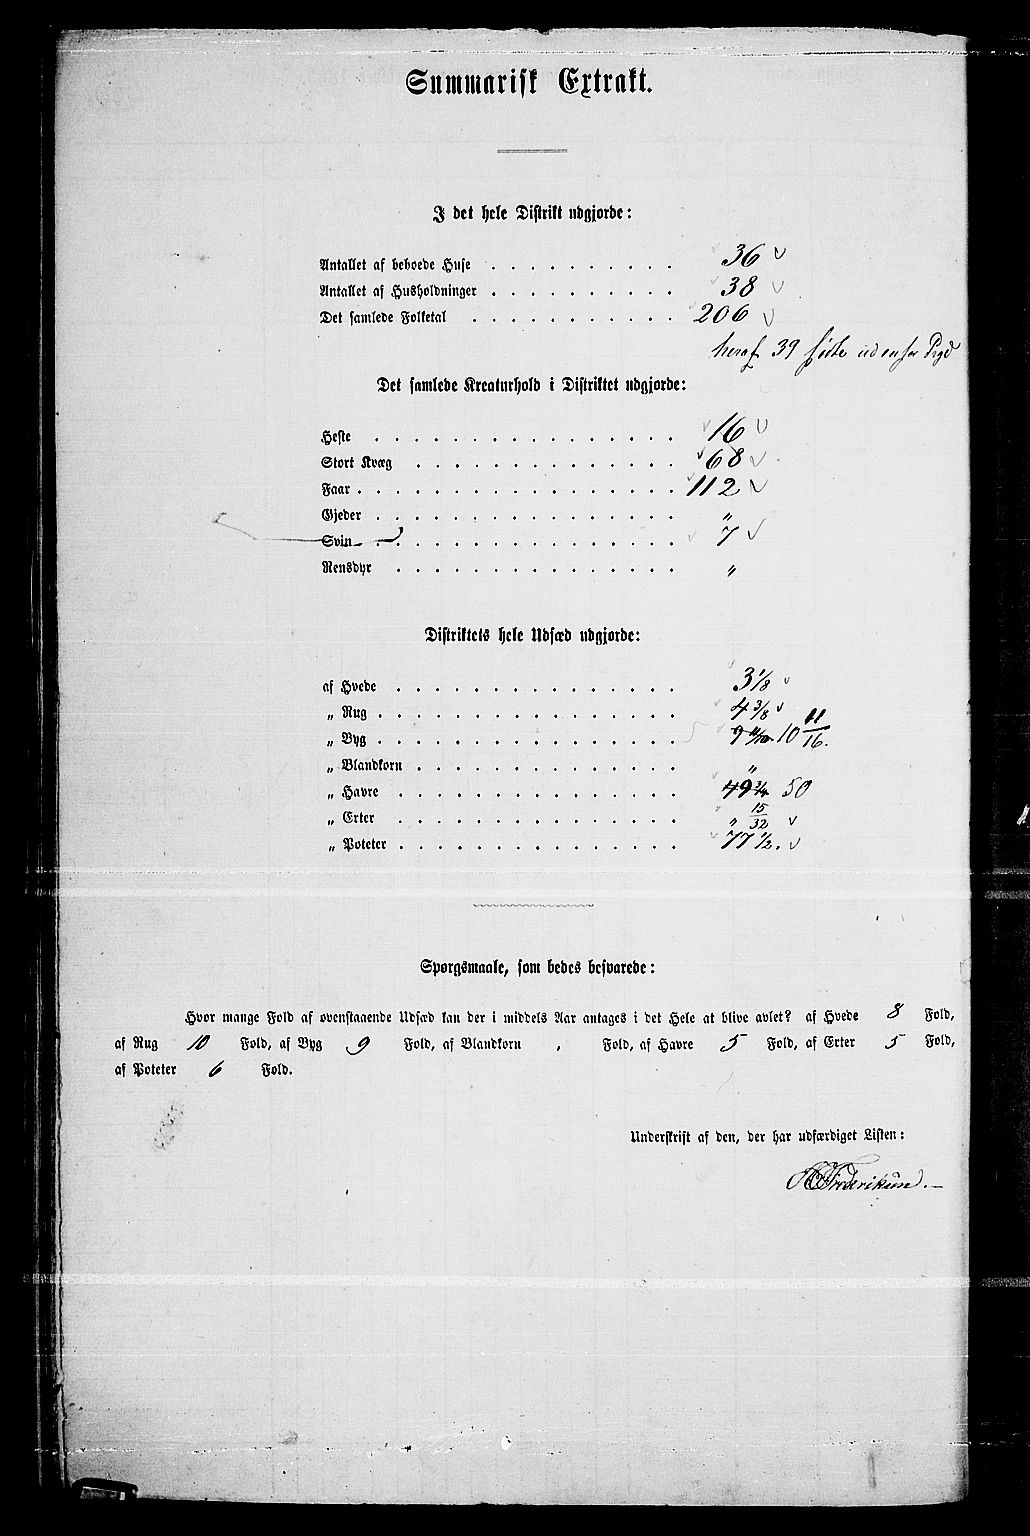 Summarisk Extrakt.
I det hele Distrikt udgjorde:
Antallet af beboede Huse . . . . . . . . . . 36
Antallet af Husholdninger . . . . . . . . . . 38
Det samlede Folketal . . . . . . . . . . . 206
heraf 39 fødte udenfor Prgd
Det samlede Kreaturhold i Distriktet udgjorde:
Heste . . . . . . . . . . . . . . . . 16
Stort Kvæg . . . . . . . . . . . . . . 68
Faar . . . . . . . . . . . . . . . . . 112
Gjeder . . . . . . . . . . . . . . . . „
Svin . . . . . . . . . . . . . . . . 7
Rensdyr . . . . . . . . . . . . . . . „
Distriktets hele Udsæd udgjorde:
af Hvede . . . . . . . . . . . . . . . 3 1/8
„ Rug . . . . . . . . . . . . . . . . 4 3/8
„ Byg . . . . . . . . . . . . . . . . 10 11/16.
„ Blandkorn . . . . . . . . . . . . . . „
„ Havre . . . . . . . . . . . . . . . 49 3/4 50
„ Erter . . . . . . . . . . . . . . . „ 15/32
„ Poteter . . . . . . . . . . . . . . . 77 1/2.
Spørgsmaale, som bedes besvarede:
Hvor mange Fold af ovenstaaende Udsæd kan der i middels Aar antages i det Hele at blive avlet? af Hvede 8 Fold,
af Rug 10 Fold, af Byg 9 Fold, af Blandkorn , Fold, af Havre 5 Fold, af Erter 5 Fold,
af Poteter 6 Fold.
Underskrift af den, der har udfærdiget Listen: